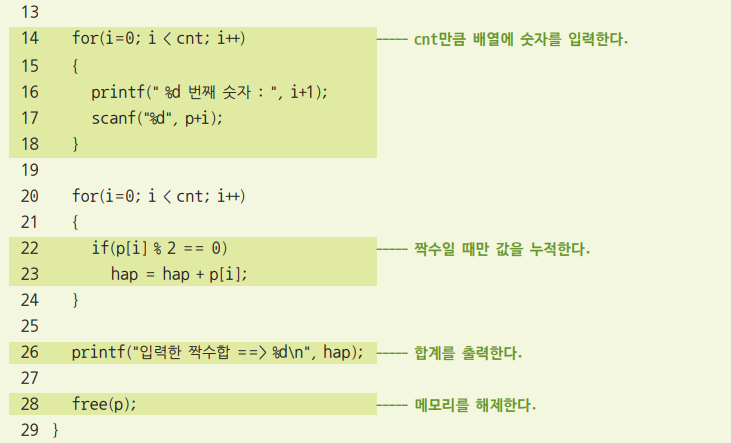 13
14 for(i=0; i < cnt; i++) ----- cnt만큼 배열에 숫자를 입력한다.
15 {
16 printf(" %d 번째 숫자 : ", i+1);
17 scanf("%d", p+i);
18 }
19
20 for(i=0; i < cnt; i++)
21 {
22 if(p[i] % 2 == 0) ----- 짝수일 때만 값을 누적한다.
23 hap = hap + p[i];
24 }
25
26 printf("입력한 짝수합 ==> %d\n", hap); ----- 합계를 출력한다.
27
28 free(p); ----- 메모리를 해제한다.
29 }